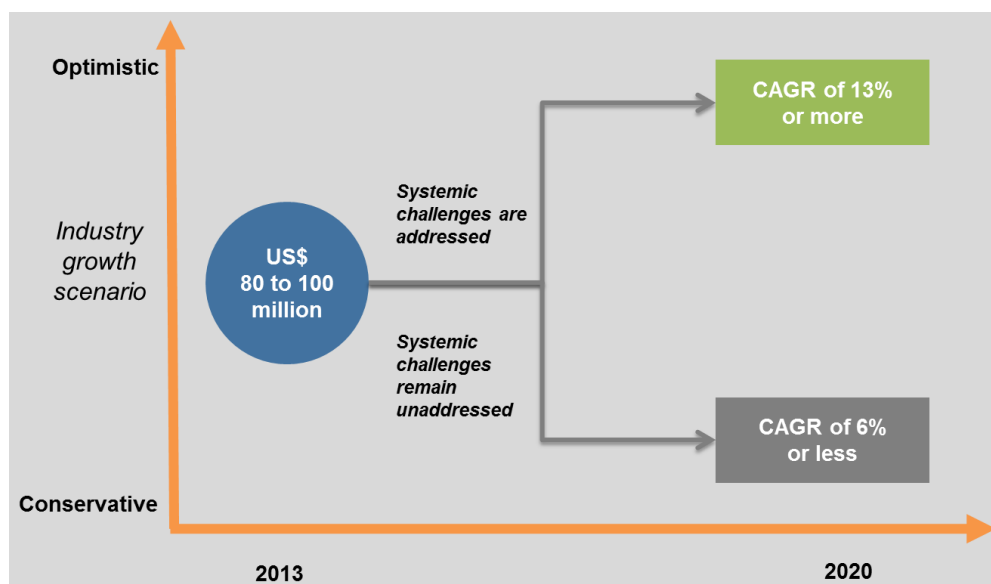 Optimistic
Industry
growth
scenario
Conservative
US$
80 to 100
million
Systemic
challenges are
addressed
Systemic
challenges
remain
unaddressed
CAGR of 13%
or more
CAGR of 6%
or less
2013
2020